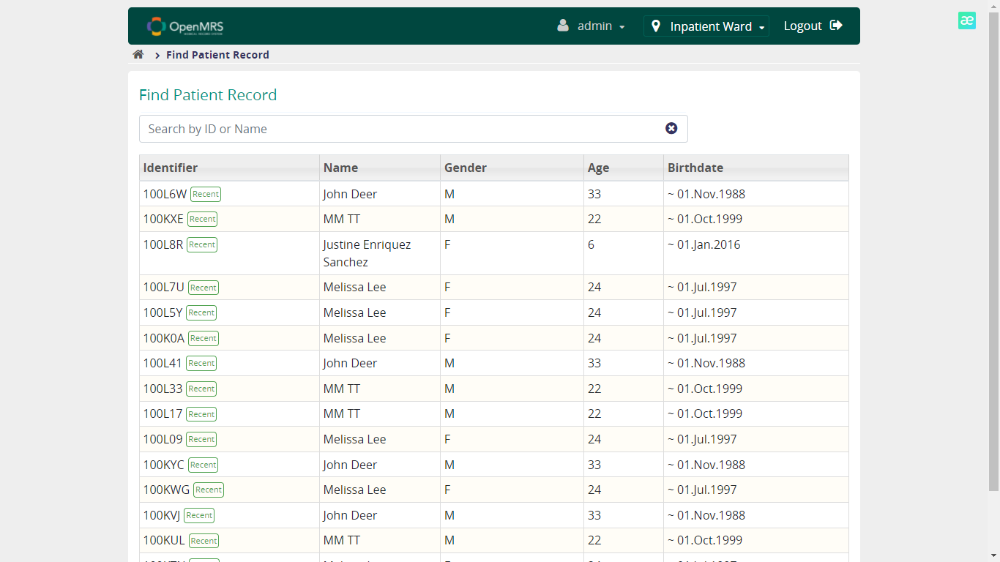 OpenMRS
MEDICAL RECORD SYSTEM
admin
Inpatient Ward
Logout
æ
Find Patient Record
Find Patient Record
Search by ID or Name
Identifier Name Gender Age Birthdate
100L6W Recent John Deer M 33 ~ 01.Nov.1988
100KXE Recent MM TT M 22 ~ 01.Oct.1999
100L8R Recent Justine Enriquez F 6 ~ 01.Jan.2016
Sanchez
100L7U Recent Melissa Lee F 24 ~ 01.Jul.1997
100L5Y Recent Melissa Lee F 24 ~ 01.Jul.1997
100K0A Recent Melissa Lee F 24 ~ 01.Jul.1997
100L41 Recent John Deer M 33 ~ 01.Nov.1988
100L33 Recent MM TT M 22 ~ 01.Oct.1999
100L17 Recent MM TT M 22 ~ 01.Oct.1999
100L09 Recent Melissa Lee F 24 ~ 01.Jul.1997
100KYC Recent John Deer M 33 ~ 01.Nov.1988
100KWG Recent Melissa Lee F 24 ~ 01.Jul.1997
100KVJ Recent John Deer M 33 ~ 01.Nov.1988
100KUL Recent MM TT M 22 ~ 01.Oct.1999